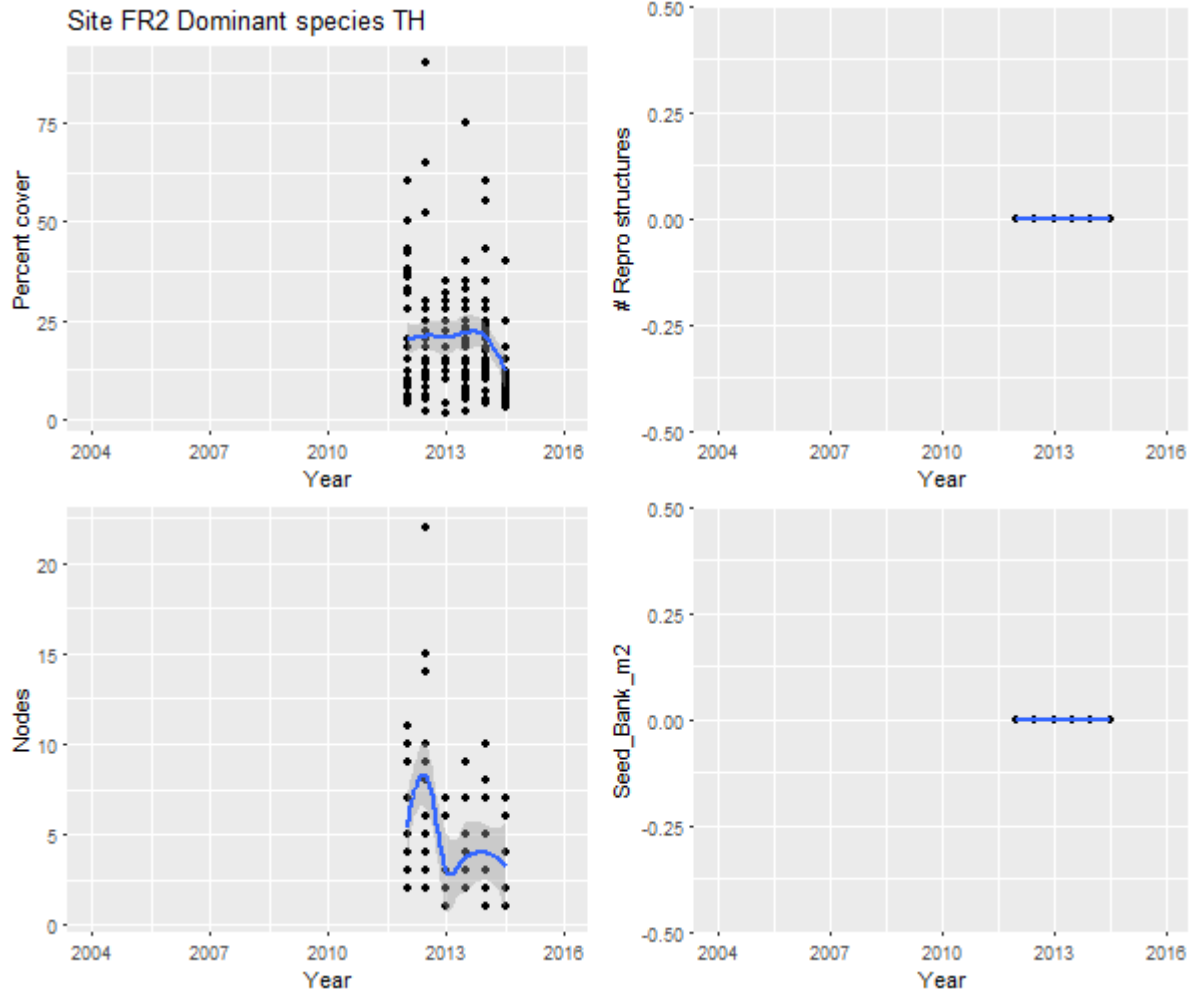 Site FR2 Dominant species TH
Percent cover
75
50
25
0
2004 2007 2010 2013 2016
Year
# Repro structures
0.50
0.25
0.00
-0.25
-0.50
2004 2007 2010 2013 2016
Year
Nodes
20
15
10
5
0
2004 2007 2010 2013 2016
Year
Seed_Bank_m2
0.50
0.25
0.00
-0.25
-0.50
2004 2007 2010 2013 2016
Year